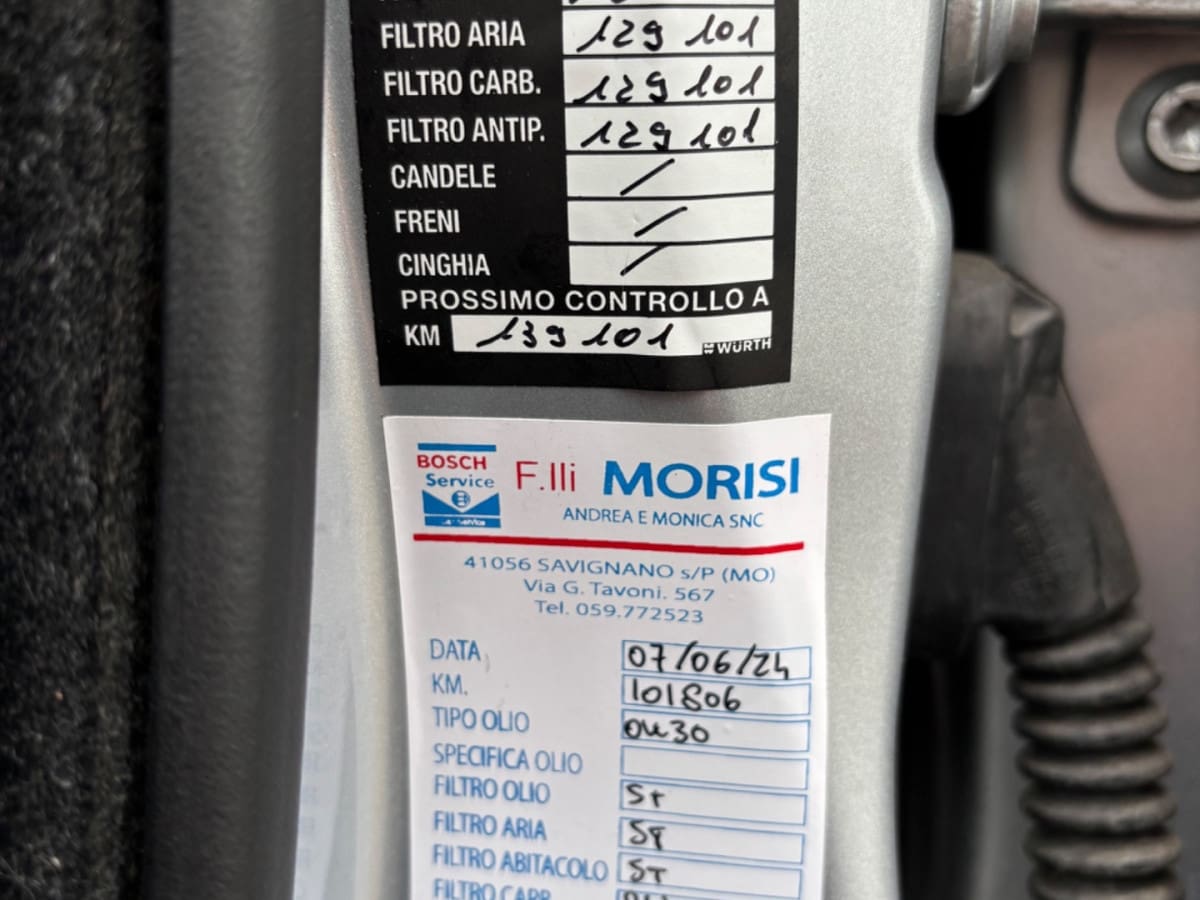 FILTRO ARIA 129 101
FILTRO CARB. 129 101
FILTRO ANTIP. 129 101
CANDELE /
FRENI /
CINGHIA /
PROSSIMO CONTROLLO A
KM 139 101
WÜRTH
BOSCH
Service
F.lli MORISI
ANDREA E MONICA SNC
41056 SAVIGNANO s/P (MO)
Via G. Tavoni. 567
Tel. 059.772523
DATA 07/06/24
KM. 101806
TIPO OLIO 0W30
SPECIFICA OLIO
FILTRO OLIO ST
FILTRO ARIA ST
FILTRO ABITACOLO ST
FILTRO CARB